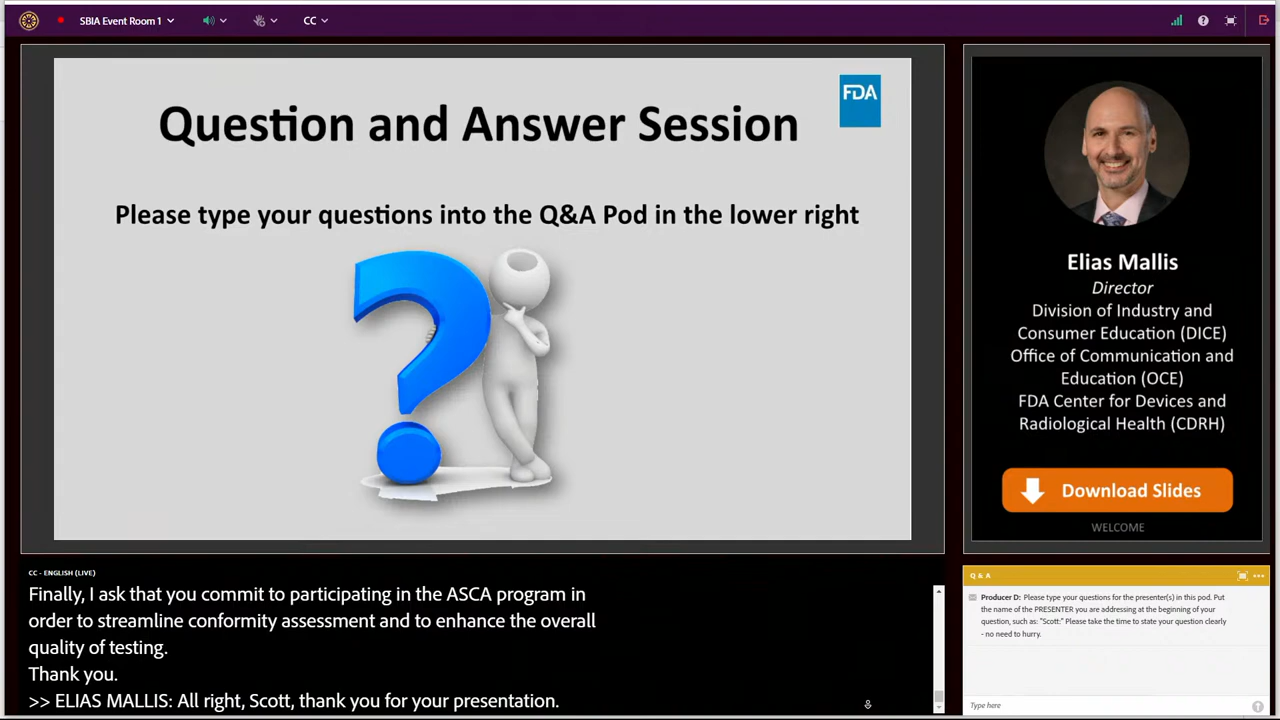 SBIA Event Room 1
CC
Question and Answer Session
FDA
Please type your questions into the Q&A Pod in the lower right
Elias Mallis
Director
Division of Industry and
Consumer Education (DICE)
Office of Communication and
Education (OCE)
FDA Center for Devices and
Radiological Health (CDRH)
Download Slides
WELCOME
CC - ENGLISH (LIVE)
Finally, I ask that you commit to participating in the ASCA program in
order to streamline conformity assessment and to enhance the overall
quality of testing.
Thank you.
>> ELIAS MALLIS: All right, Scott, thank you for your presentation.
Q & A
Producer D: Please type your questions for the presenter(s) in this pod. Put
the name of the PRESENTER you are addressing at the beginning of your
question, such as: "Scott:" Please take the time to state your question clearly
- no need to hurry.
Type here